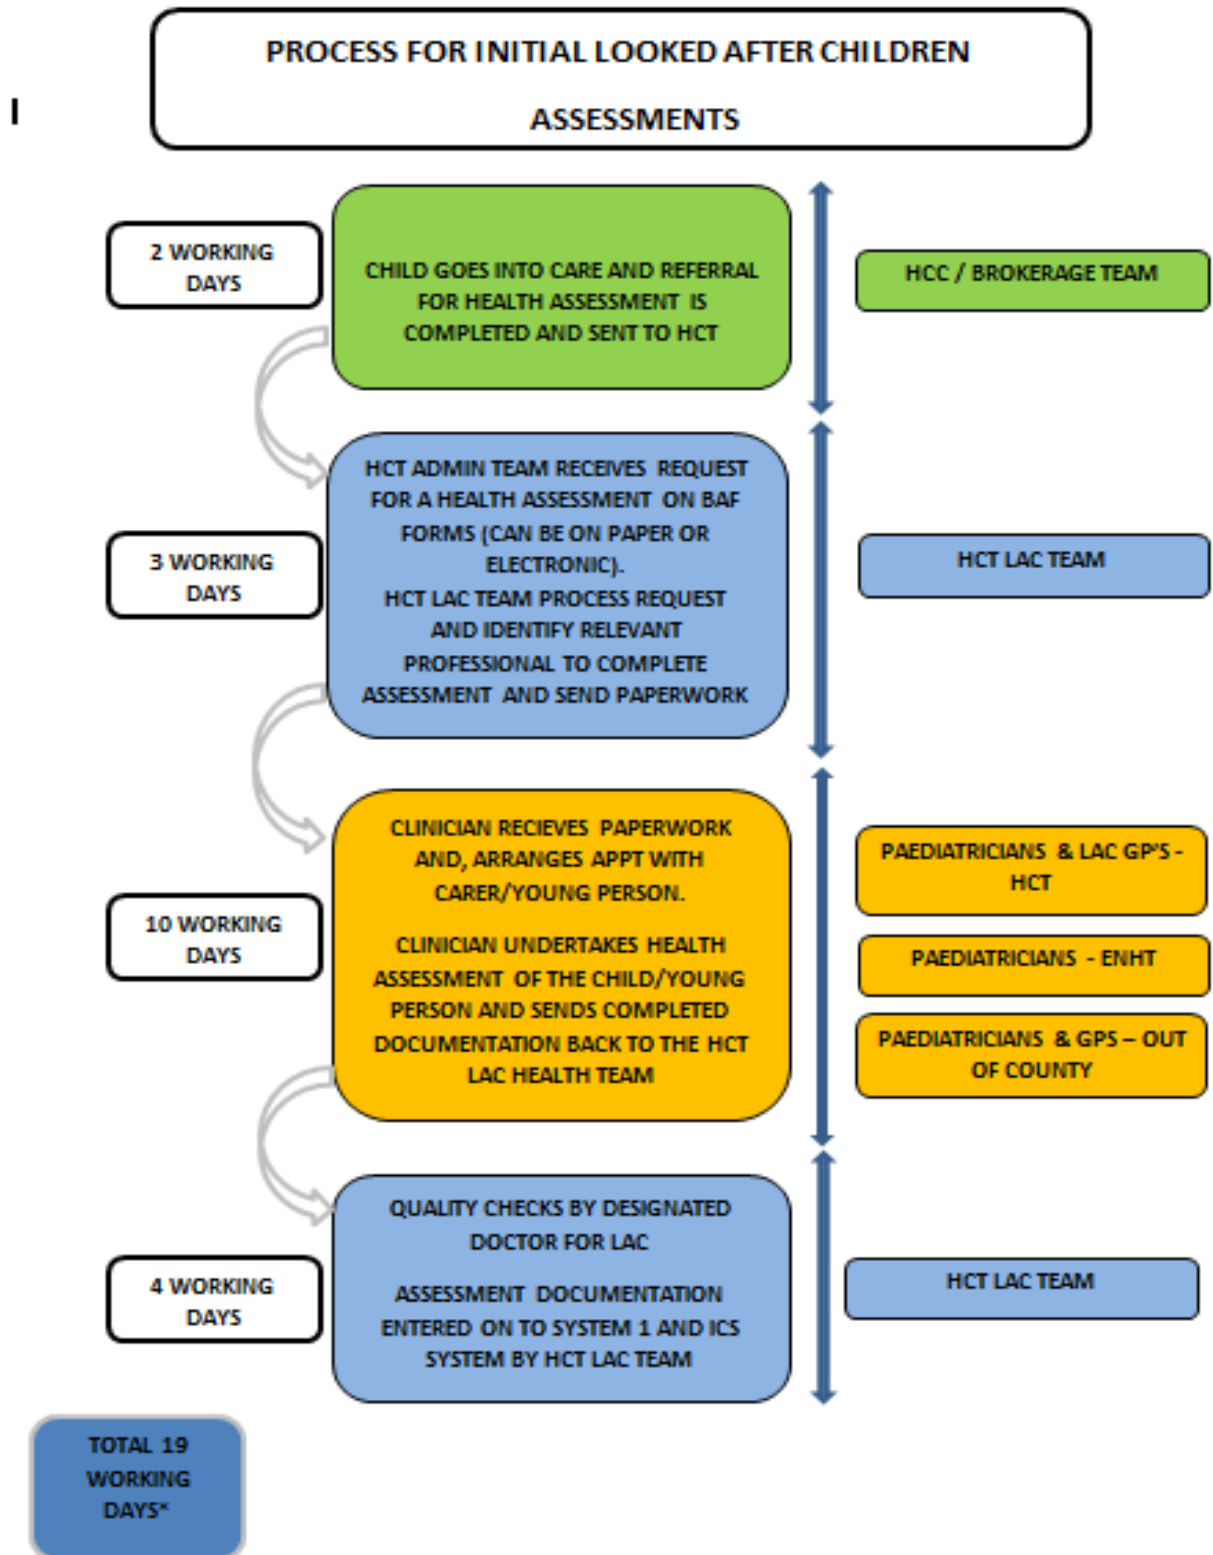 PROCESS FOR INITIAL LOOKED AFTER CHILDREN
ASSESSMENTS
I
2 WORKING
DAYS
CHILD GOES INTO CARE AND REFERRAL
FOR HEALTH ASSESSMENT IS
COMPLETED AND SENT TO HCT
HCC / BROKERAGE TEAM
3 WORKING
DAYS
HCT ADMIN TEAM RECEIVES REQUEST
FOR A HEALTH ASSESSMENT ON BAF
FORMS (CAN BE ON PAPER OR
ELECTRONIC).
HCT LAC TEAM PROCESS REQUEST
AND IDENTIFY RELEVANT
PROFESSIONAL TO COMPLETE
ASSESSMENT AND SEND PAPERWORK
HCT LAC TEAM
10 WORKING
DAYS
CLINICIAN RECIEVES PAPERWORK
AND, ARRANGES APPT WITH
CARER/YOUNG PERSON.
CLINICIAN UNDERTAKES HEALTH
ASSESSMENT OF THE CHILD/YOUNG
PERSON AND SENDS COMPLETED
DOCUMENTATION BACK TO THE HCT
LAC HEALTH TEAM
PAEDIATRICIANS & LAC GP'S -
HCT
PAEDIATRICIANS - ENHT
PAEDIATRICIANS & GPS – OUT
OF COUNTY
4 WORKING
DAYS
QUALITY CHECKS BY DESIGNATED
DOCTOR FOR LAC
ASSESSMENT DOCUMENTATION
ENTERED ON TO SYSTEM 1 AND ICS
SYSTEM BY HCT LAC TEAM
HCT LAC TEAM
TOTAL 19
WORKING
DAYS*